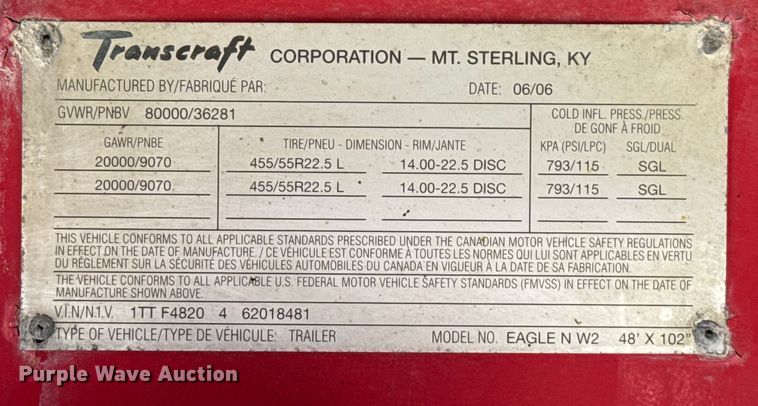 Transcraft CORPORATION — MT. STERLING, KY
MANUFACTURED BY/FABRIQUÉ PAR: DATE: 06/06
GVWR/PNBV 80000/36281 COLD INFL. PRESS./PRESS. DE GONF À FROID
GAWR/PNBE TIRE/PNEU - DIMENSION - RIM/JANTE KPA (PSI/LPC) SGL/DUAL
20000/9070 455/55R22.5 L 14.00-22.5 DISC 793/115 SGL
20000/9070 455/55R22.5 L 14.00-22.5 DISC 793/115 SGL
THIS VEHICLE CONFORMS TO ALL APPLICABLE STANDARDS PRESCRIBED UNDER THE CANADIAN MOTOR VEHICLE SAFETY REGULATIONS
IN EFFECT ON THE DATE OF MANUFACTURE. / CE VÉHICULE EST CONFORME À TOUTES LES NORMES QUI LUI SONT APPLICABLES EN VERTU
DU RÈGLEMENT SUR LA SÉCURITÉ DES VÉHICULES AUTOMOBILES DU CANADA EN VIGUEUR À LA DATE DE SA FABRICATION.
THE VEHICLE CONFORMS TO ALL APPLICABLE U.S. FEDERAL MOTOR VEHICLE SAFETY STANDARDS (FMVSS) IN EFFECT ON THE DATE OF
MANUFACTURE SHOWN ABOVE.
V.I.N/N.I.V. 1TT F4820 4 62018481
TYPE OF VEHICLE/TYPE DE VÉHICULE: TRAILER MODEL NO. EAGLE N W2 48' X 102"
Purple Wave Auction